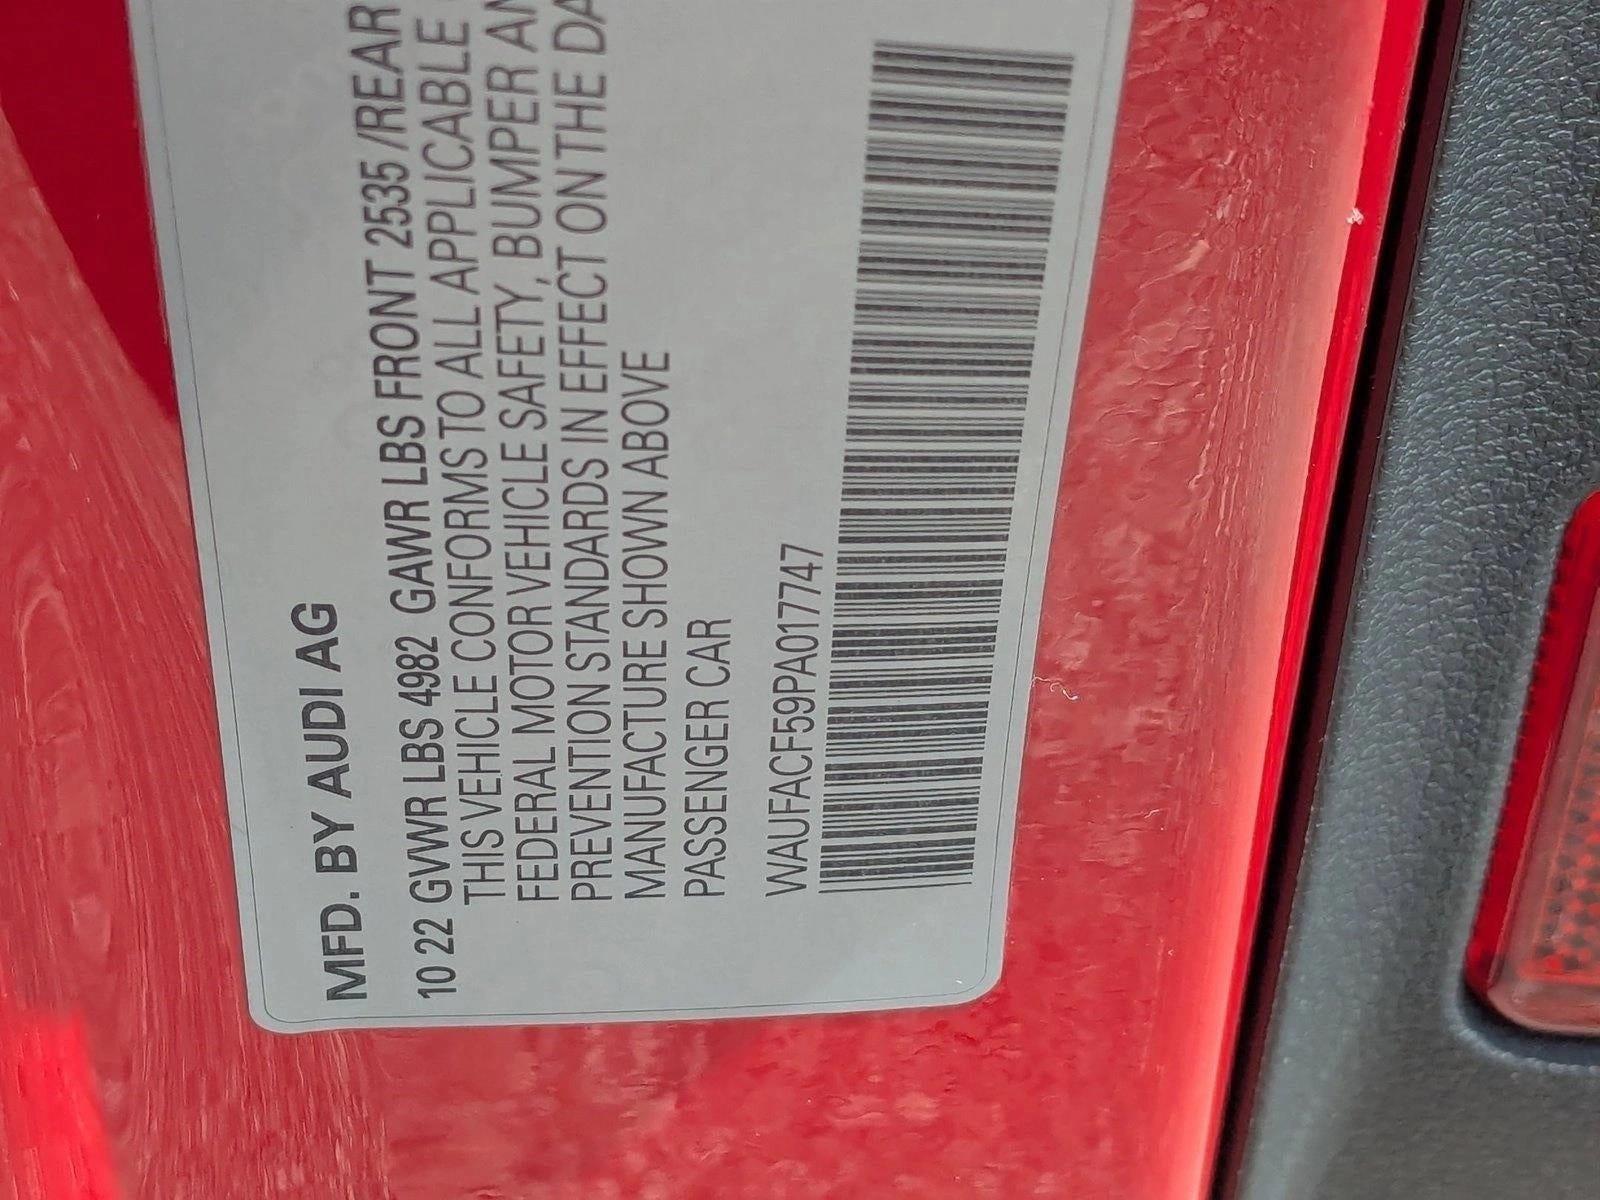 MFD. BY AUDI AG
10 22 GVWR LBS 4982 GAWR LBS FRONT 2535 /REAR
THIS VEHICLE CONFORMS TO ALL APPLICABLE
FEDERAL MOTOR VEHICLE SAFETY, BUMPER AN
PREVENTION STANDARDS IN EFFECT ON THE DA
MANUFACTURE SHOWN ABOVE
PASSENGER CAR
WAUFACF59PA017747